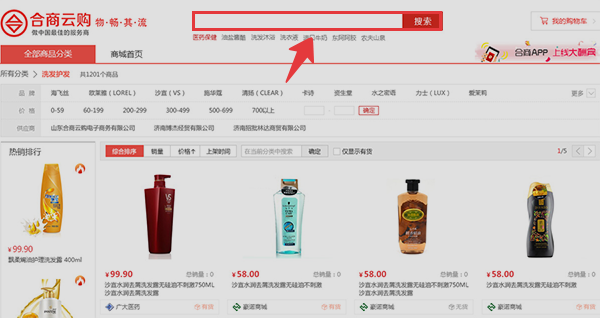 合商云购
物·畅·其·流
做中国最佳的服务商
搜索
我的购物车
医药保健 油盐酱醋 洗发沐浴 洗衣液 牛奶 东阿阿胶 农夫山泉
全部商品分类 商城首页
合商APP 上线大酬宾
所有分类 > 洗发护发 共1201个商品
品 牌 海飞丝 欧莱雅 (LOREL) 沙宣 (VS) 施华蔻 清扬 (CLEAR) 卡诗 资生堂 水之密语 力士 (LUX) 曼茉莉 更多
价 格 0-59 60-199 200-299 300-499 500-699 700以上 - 确定
供应商 山东合商云购电子商务有限公司 济南博杰经贸有限公司 济南招批林达商贸有限公司
热销排行
综合排序 销量 价格 上架时间 在当前分类中搜索 确定 仅显示有货 1/5
¥99.90
飘柔焗油护理洗发露 400ml
¥99.90 总销量:0
沙宣水润去屑洗发露无硅油不刺激750ML
沙宣水润去屑洗发露
广大医药 有货
¥58.00 总销量:0
沙宣水润去屑洗发露无硅油不刺激750ML
沙宣水润去屑洗发露
豪诺商城 有货
¥58.00 总销量:0
沙宣水润去屑洗发露无硅油不刺激750ML
沙宣水润去屑洗发露
豪诺商城 无货
¥58.00 总销量:0
沙宣水润去屑洗发露无硅油不刺激750ML
沙宣水润去屑洗发露
豪诺商城 有货